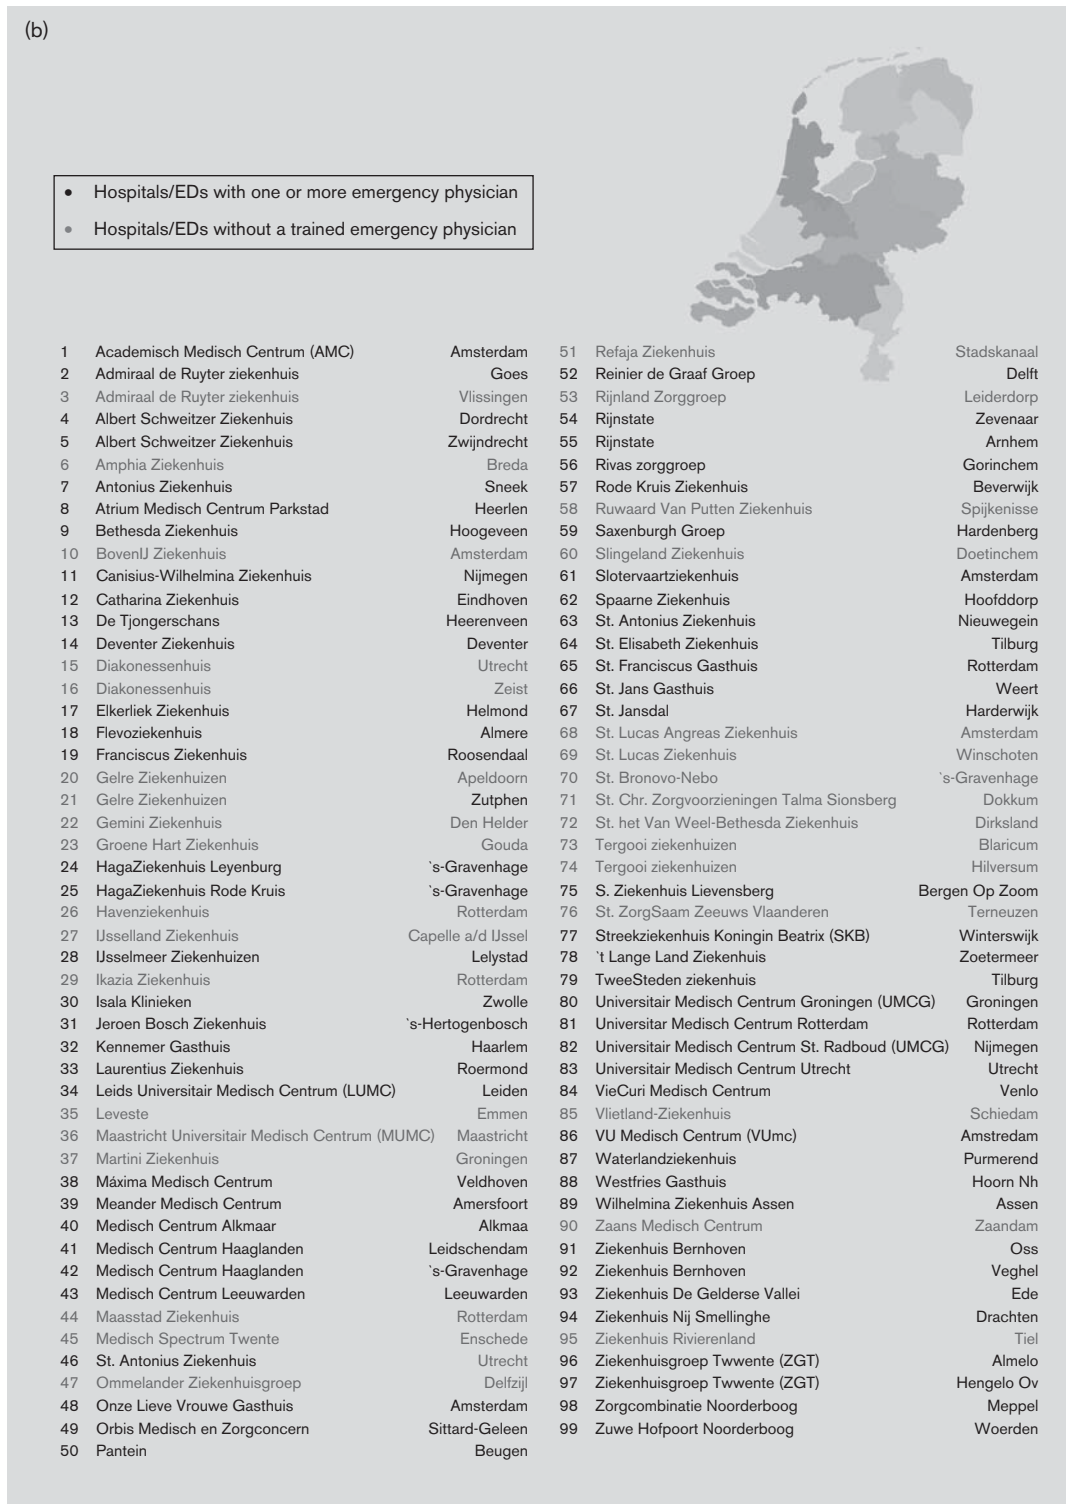 (b)
• Hospitals/EDs with one or more emergency physician
• Hospitals/EDs without a trained emergency physician
1 Academisch Medisch Centrum (AMC) Amsterdam
2 Admiraal de Ruyter ziekenhuis Goes
3 Admiraal de Ruyter ziekenhuis Vlissingen
4 Albert Schweitzer Ziekenhuis Dordrecht
5 Albert Schweitzer Ziekenhuis Zwijndrecht
6 Amphia Ziekenhuis Breda
7 Antonius Ziekenhuis Sneek
8 Atrium Medisch Centrum Parkstad Heerlen
9 Bethesda Ziekenhuis Hoogeveen
10 BovenIJ Ziekenhuis Amsterdam
11 Canisius-Wilhelmina Ziekenhuis Nijmegen
12 Catharina Ziekenhuis Eindhoven
13 De Tjongerschans Heerenveen
14 Deventer Ziekenhuis Deventer
15 Diakonessenhuis Utrecht
16 Diakonessenhuis Zeist
17 Elkerliek Ziekenhuis Helmond
18 Flevoziekenhuis Almere
19 Franciscus Ziekenhuis Roosendaal
20 Gelre Ziekenhuizen Apeldoorn
21 Gelre Ziekenhuizen Zutphen
22 Gemini Ziekenhuis Den Helder
23 Groene Hart Ziekenhuis Gouda
24 HagaZiekenhuis Leyenburg `s-Gravenhage
25 HagaZiekenhuis Rode Kruis `s-Gravenhage
26 Havenziekenhuis Rotterdam
27 IJsselland Ziekenhuis Capelle a/d IJssel
28 IJsselmeer Ziekenhuizen Lelystad
29 Ikazia Ziekenhuis Rotterdam
30 Isala Klinieken Zwolle
31 Jeroen Bosch Ziekenhuis `s-Hertogenbosch
32 Kennemer Gasthuis Haarlem
33 Laurentius Ziekenhuis Roermond
34 Leids Universitair Medisch Centrum (LUMC) Leiden
35 Leveste Emmen
36 Maastricht Universitair Medisch Centrum (MUMC) Maastricht
37 Martini Ziekenhuis Groningen
38 Máxima Medisch Centrum Veldhoven
39 Meander Medisch Centrum Amersfoort
40 Medisch Centrum Alkmaar Alkmaa
41 Medisch Centrum Haaglanden Leidschendam
42 Medisch Centrum Haaglanden `s-Gravenhage
43 Medisch Centrum Leeuwarden Leeuwarden
44 Maasstad Ziekenhuis Rotterdam
45 Medisch Spectrum Twente Enschede
46 St. Antonius Ziekenhuis Utrecht
47 Ommelander Ziekenhuisgroep Delfzijl
48 Onze Lieve Vrouwe Gasthuis Amsterdam
49 Orbis Medisch en Zorgconcern Sittard-Geleen
50 Pantein Beugen
51 Refaja Ziekenhuis Stadskanaal
52 Reinier de Graaf Groep Delft
53 Rijnland Zorggroep Leiderdorp
54 Rijnstate Zevenaar
55 Rijnstate Arnhem
56 Rivas zorggroep Gorinchem
57 Rode Kruis Ziekenhuis Beverwijk
58 Ruwaard Van Putten Ziekenhuis Spijkenisse
59 Saxenburgh Groep Hardenberg
60 Slingeland Ziekenhuis Doetinchem
61 Slotervaartziekenhuis Amsterdam
62 Spaarne Ziekenhuis Hoofddorp
63 St. Antonius Ziekenhuis Nieuwegein
64 St. Elisabeth Ziekenhuis Tilburg
65 St. Franciscus Gasthuis Rotterdam
66 St. Jans Gasthuis Weert
67 St. Jansdal Harderwijk
68 St. Lucas Angreas Ziekenhuis Amsterdam
69 St. Lucas Ziekenhuis Winschoten
70 St. Bronovo-Nebo `s-Gravenhage
71 St. Chr. Zorgvoorzieningen Talma Sionsberg Dokkum
72 St. het Van Weel-Bethesda Ziekenhuis Dirksland
73 Tergooi ziekenhuizen Blaricum
74 Tergooi ziekenhuizen Hilversum
75 S. Ziekenhuis Lievensberg Bergen Op Zoom
76 St. ZorgSaam Zeeuws Vlaanderen Terneuzen
77 Streekziekenhuis Koningin Beatrix (SKB) Winterswijk
78 `t Lange Land Ziekenhuis Zoetermeer
79 TweeSteden ziekenhuis Tilburg
80 Universitair Medisch Centrum Groningen (UMCG) Groningen
81 Universitar Medisch Centrum Rotterdam Rotterdam
82 Universitair Medisch Centrum St. Radboud (UMCG) Nijmegen
83 Universitair Medisch Centrum Utrecht Utrecht
84 VieCuri Medisch Centrum Venlo
85 Vlietland-Ziekenhuis Schiedam
86 VU Medisch Centrum (VUmc) Amstredam
87 Waterlandziekenhuis Purmerend
88 Westfries Gasthuis Hoorn Nh
89 Wilhelmina Ziekenhuis Assen Assen
90 Zaans Medisch Centrum Zaandam
91 Ziekenhuis Bernhoven Oss
92 Ziekenhuis Bernhoven Veghel
93 Ziekenhuis De Gelderse Vallei Ede
94 Ziekenhuis Nij Smellinghe Drachten
95 Ziekenhuis Rivierenland Tiel
96 Ziekenhuisgroep Twwente (ZGT) Almelo
97 Ziekenhuisgroep Twwente (ZGT) Hengelo Ov
98 Zorgcombinatie Noorderboog Meppel
99 Zuwe Hofpoort Noorderboog Woerden